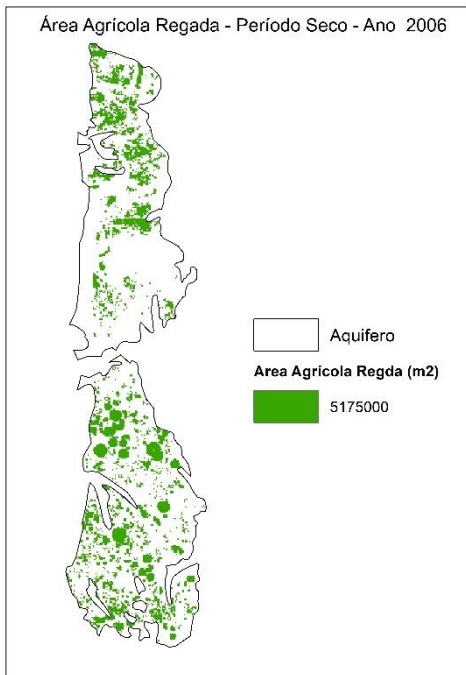 Área Agrícola Regada - Período Seco - Ano 2006
Aquifero
Area Agrícola Regda (m2)
5175000